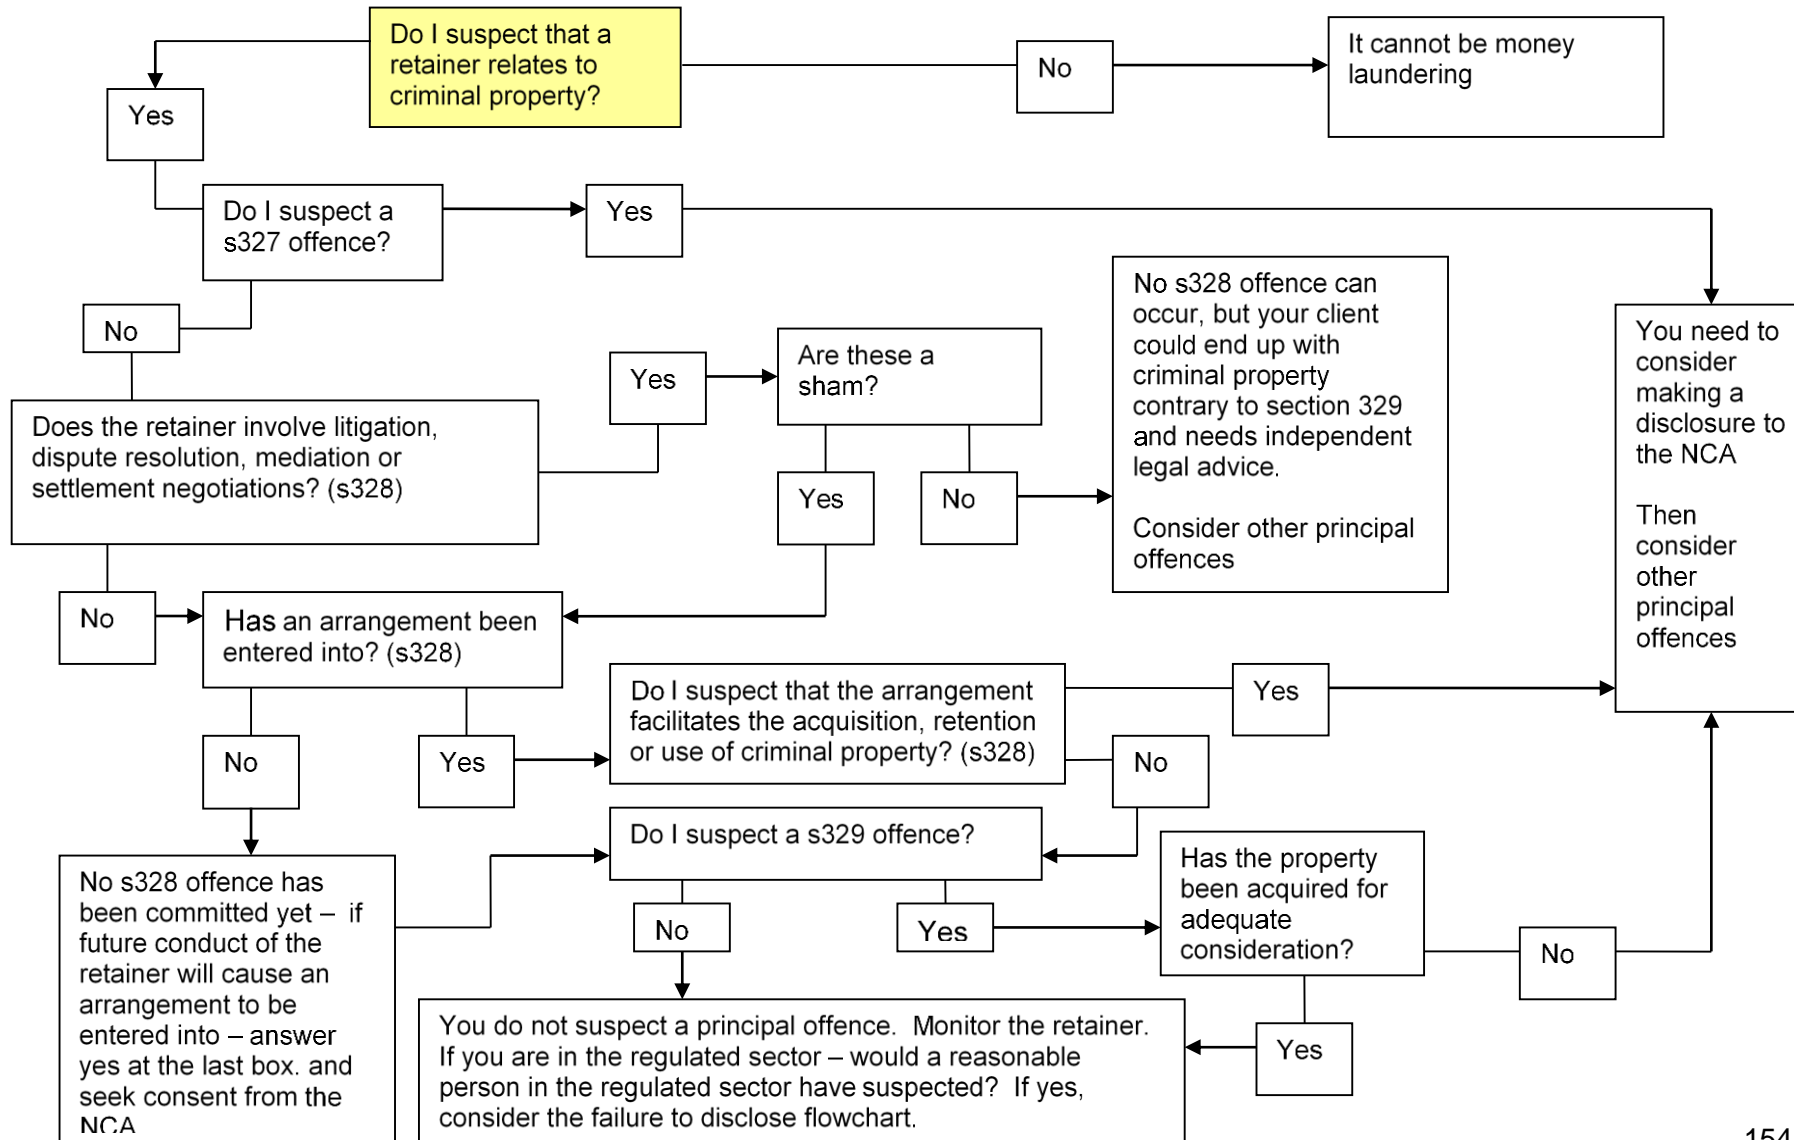 Do I suspect that a
retainer relates to
criminal property?
No
It cannot be money
laundering
Yes
Do I suspect a
s327 offence?
Yes
No
Does the retainer involve litigation,
dispute resolution, mediation or
settlement negotiations? (s328)
Yes
Are these a
sham?
Yes
No
No s328 offence can
occur, but your client
could end up with
criminal property
contrary to section 329
and needs independent
legal advice.
Consider other principal
offences
You need to
consider
making a
disclosure to
the NCA
Then
consider
other
principal
offences
No
Has an arrangement been
entered into? (s328)
No
Yes
Do I suspect that the arrangement
facilitates the acquisition, retention
or use of criminal property? (s328)
Yes
No
No s328 offence has
been committed yet – if
future conduct of the
retainer will cause an
arrangement to be
entered into – answer
yes at the last box. and
seek consent from the
NCA
Do I suspect a s329 offence?
No
Yes
Has the property
been acquired for
adequate
consideration?
No
Yes
You do not suspect a principal offence. Monitor the retainer.
If you are in the regulated sector – would a reasonable
person in the regulated sector have suspected? If yes,
consider the failure to disclose flowchart.
154